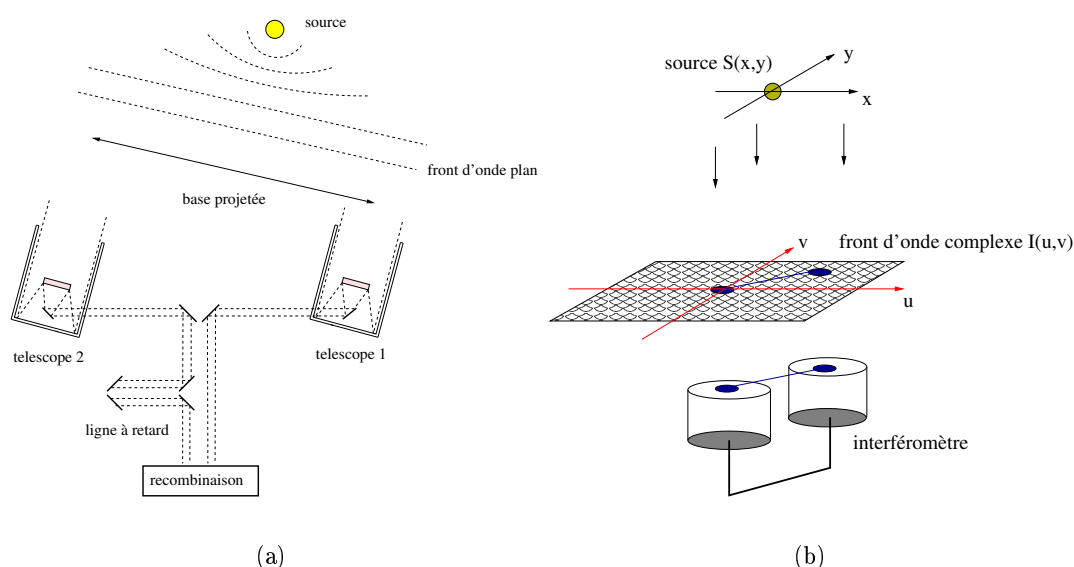 source
front d'onde plan
base projetée
telescope 2
telescope 1
ligne à retard
recombinaison
(a)
y
source S(x,y)
x
v
front d'onde complexe I(u,v)
u
interféromètre
(b)